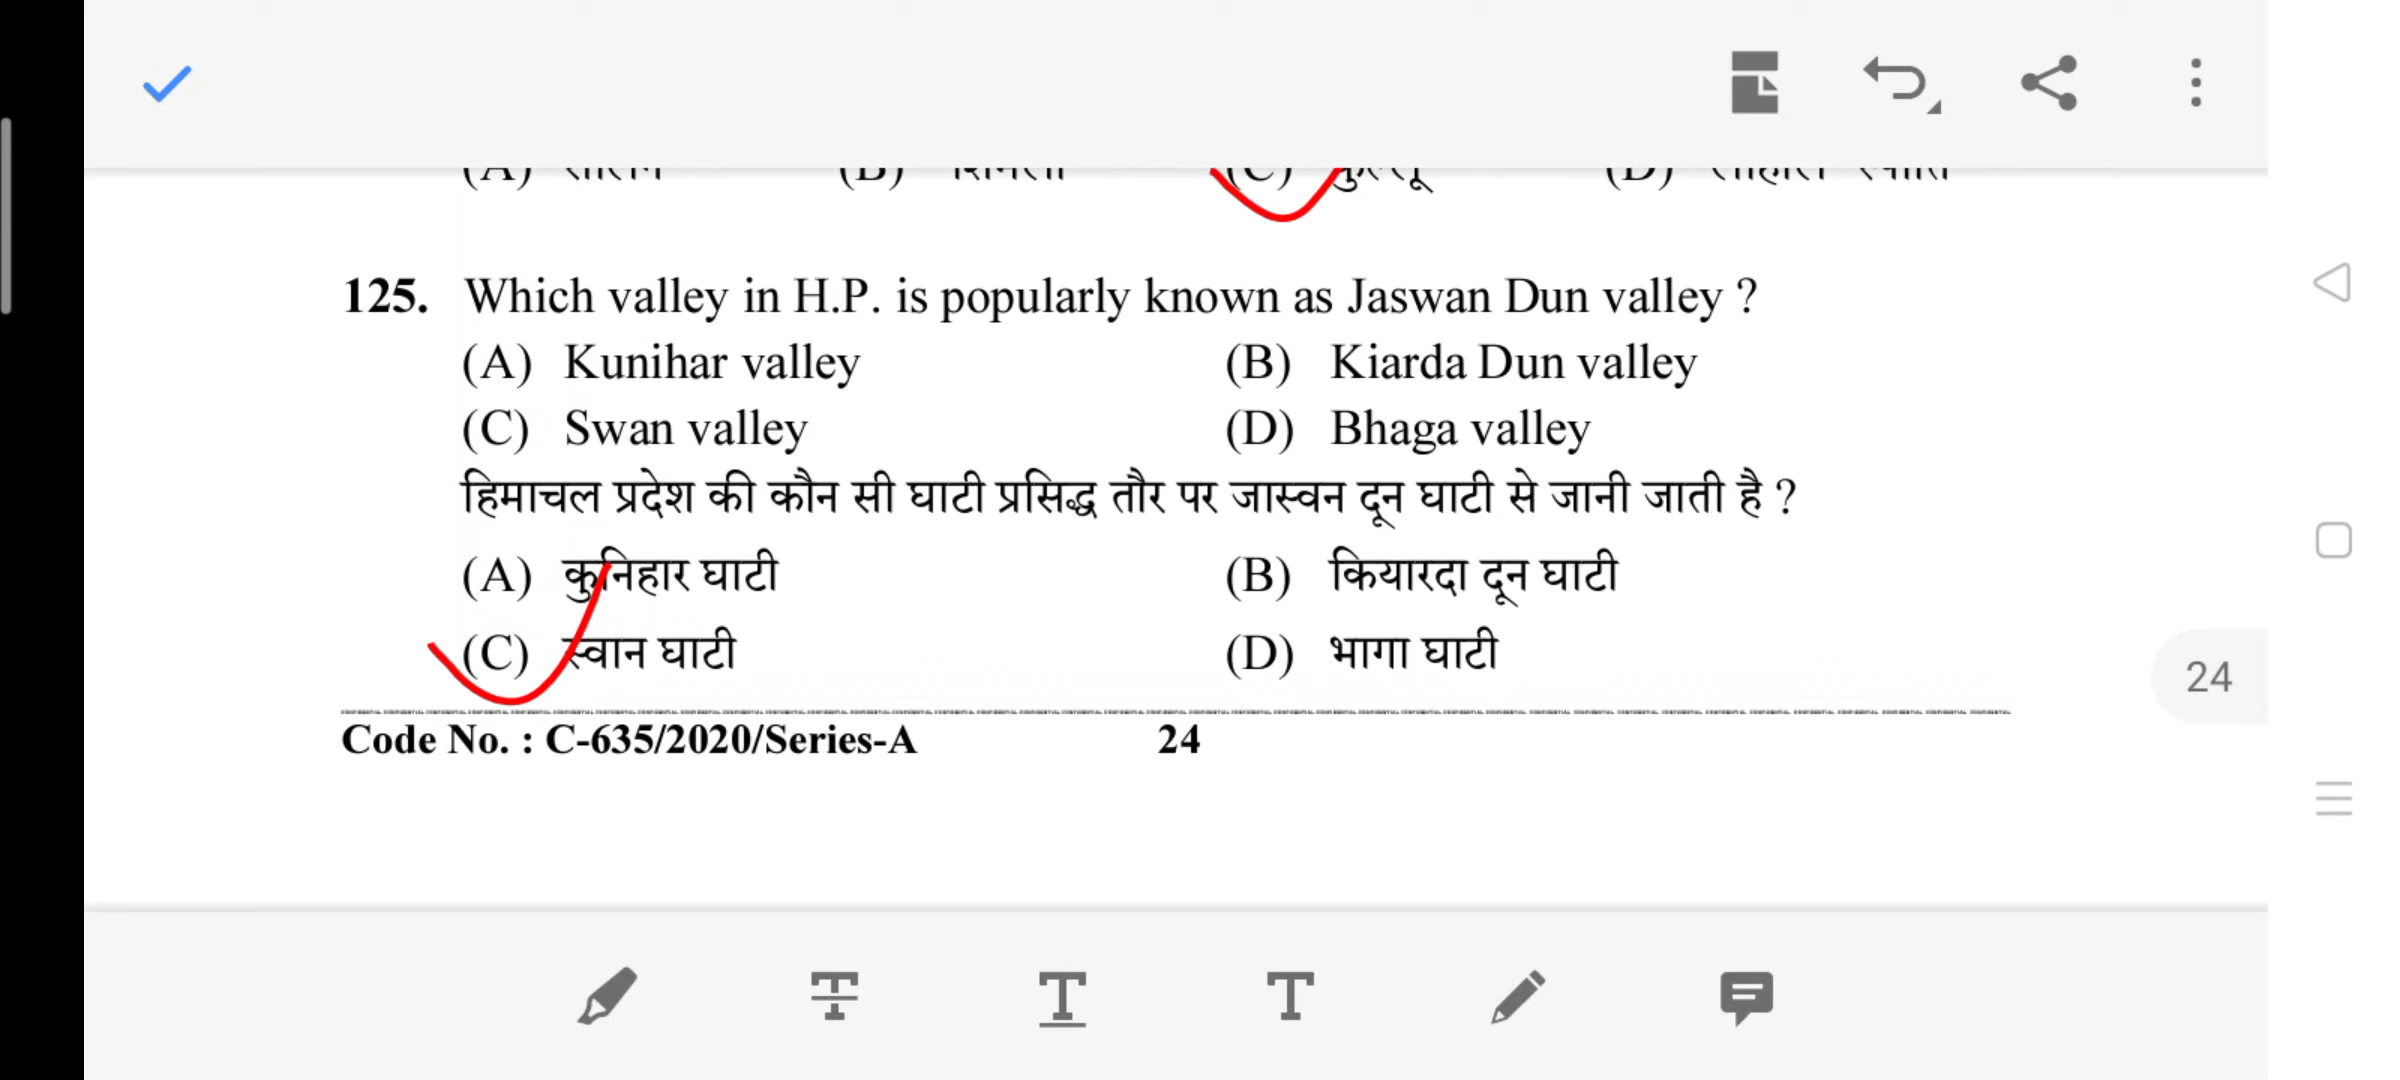 125. Which valley in H.P. is popularly known as Jaswan Dun valley ?
(A) Kunihar valley (B) Kiarda Dun valley
(C) Swan valley (D) Bhaga valley
हिमाचल प्रदेश की कौन सी घाटी प्रसिद्ध तौर पर जास्वन दून घाटी से जानी जाती है ?
(A) कुनिहार घाटी (B) कियारदा दून घाटी
(C) स्वान घाटी (D) भागा घाटी
24
Code No. : C-635/2020/Series-A 24